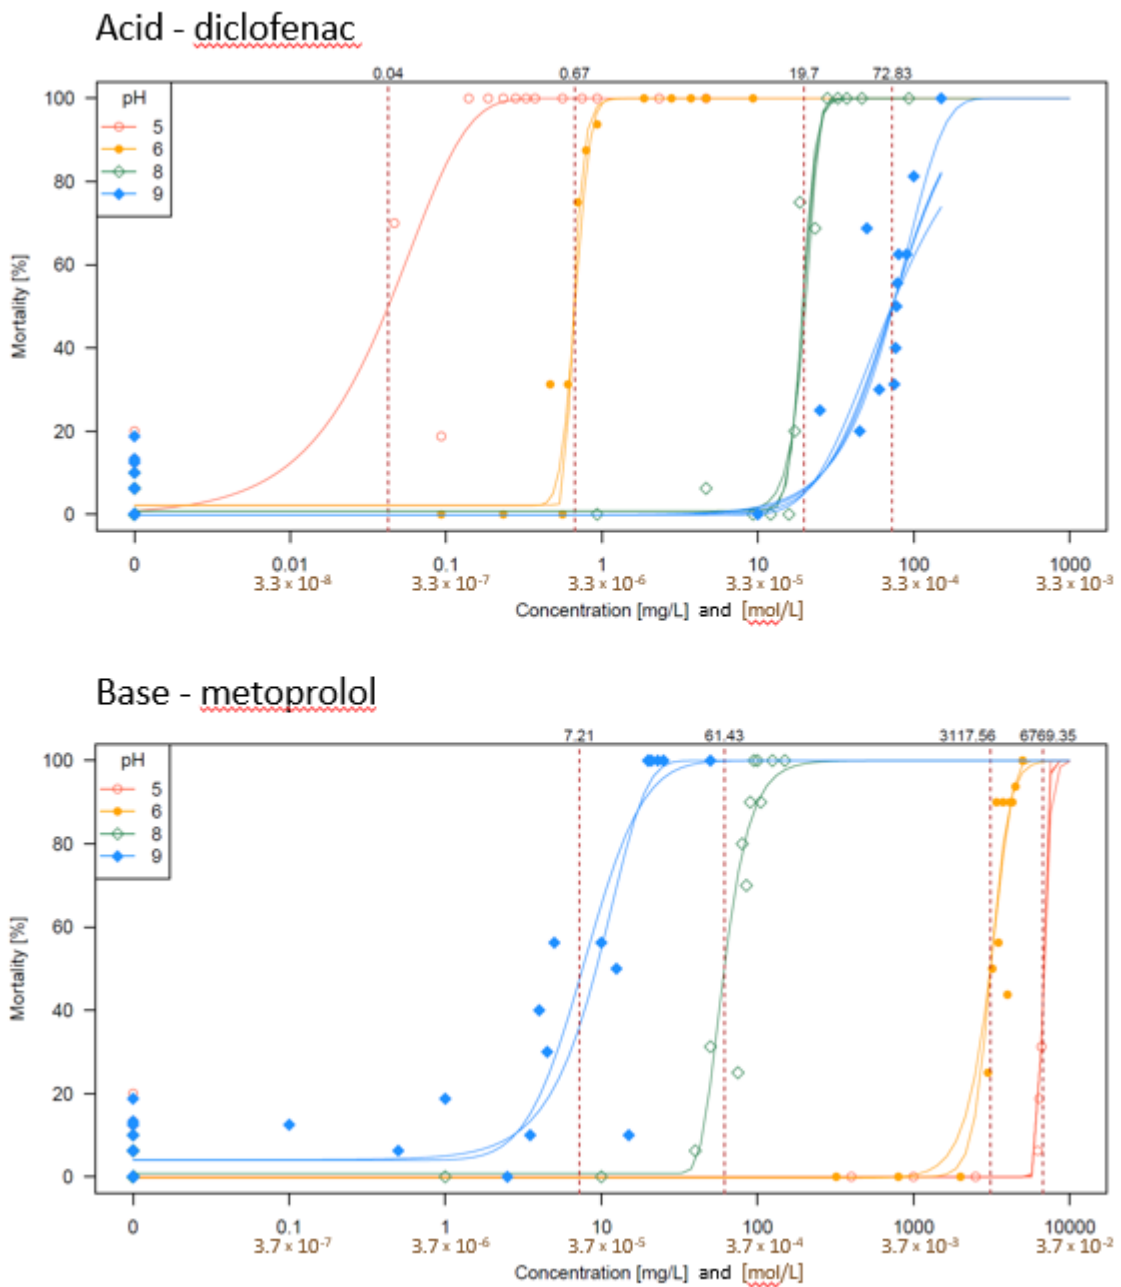 Acid - diclofenac
0.04 0.67 19.7 72.83
pH
5
6
8
9
100
80
60
40
20
0
Mortality [%]
0 0.01 0.1 1 10 100 1000
3.3 x 10⁻⁸ 3.3 x 10⁻⁷ 3.3 x 10⁻⁶ 3.3 x 10⁻⁵ 3.3 x 10⁻⁴ 3.3 x 10⁻³
Concentration [mg/L] and [mol/L]
Base - metoprolol
7.21 61.43 3117.56 6769.35
pH
5
6
8
9
100
80
60
40
20
0
Mortality [%]
0 0.1 1 10 100 1000 10000
3.7 x 10⁻⁷ 3.7 x 10⁻⁶ 3.7 x 10⁻⁵ 3.7 x 10⁻⁴ 3.7 x 10⁻³ 3.7 x 10⁻²
Concentration [mg/L] and [mol/L]